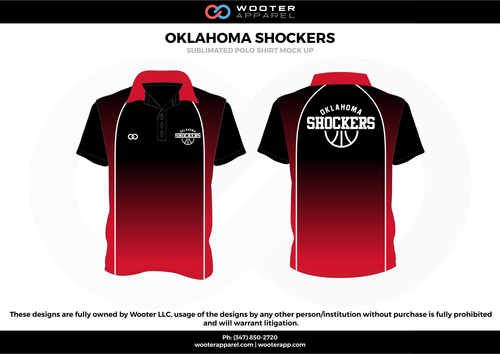 WOOTER
APPAREL
OKLAHOMA SHOCKERS
SUBLIMATED POLO SHIRT MOCK UP
OKLAHOMA
SHOCKERS
OKLAHOMA
SHOCKERS
These designs are fully owned by Wooter LLC, usage of the designs by any other person/institution without purchase is fully prohibited
and will warrant litigation.
Ph: (347) 850-2720
wooterapparel.com | wooterapp.com